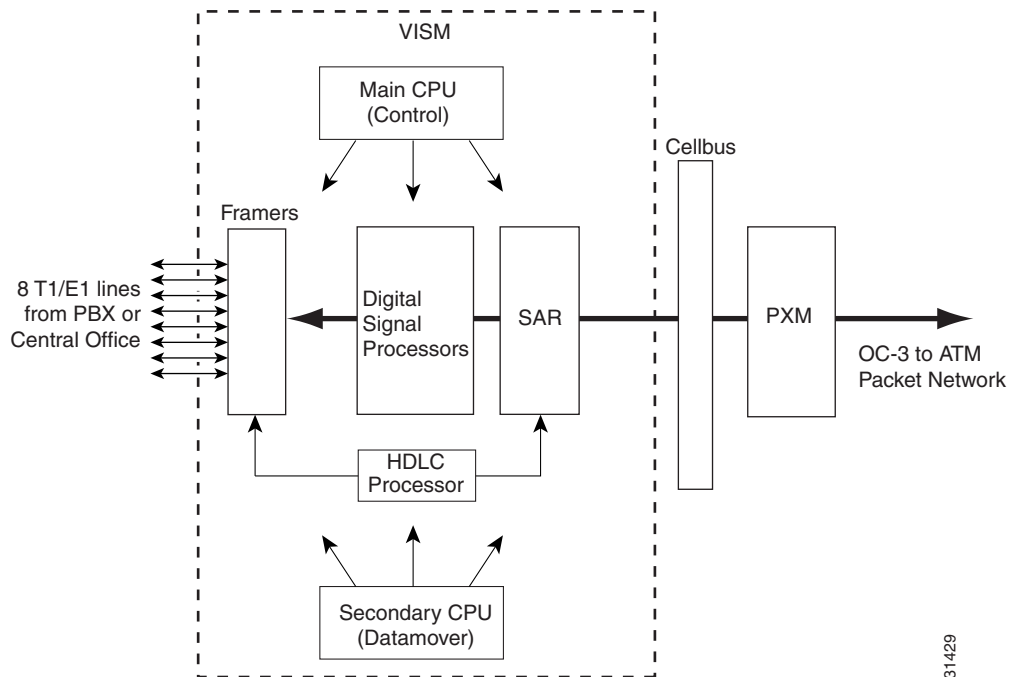 VISM
Main CPU
(Control)
Cellbus
Framers
8 T1/E1 lines
from PBX or
Central Office
Digital
Signal
Processors
SAR
PXM
OC-3 to ATM
Packet Network
HDLC
Processor
Secondary CPU
(Datamover)
31429